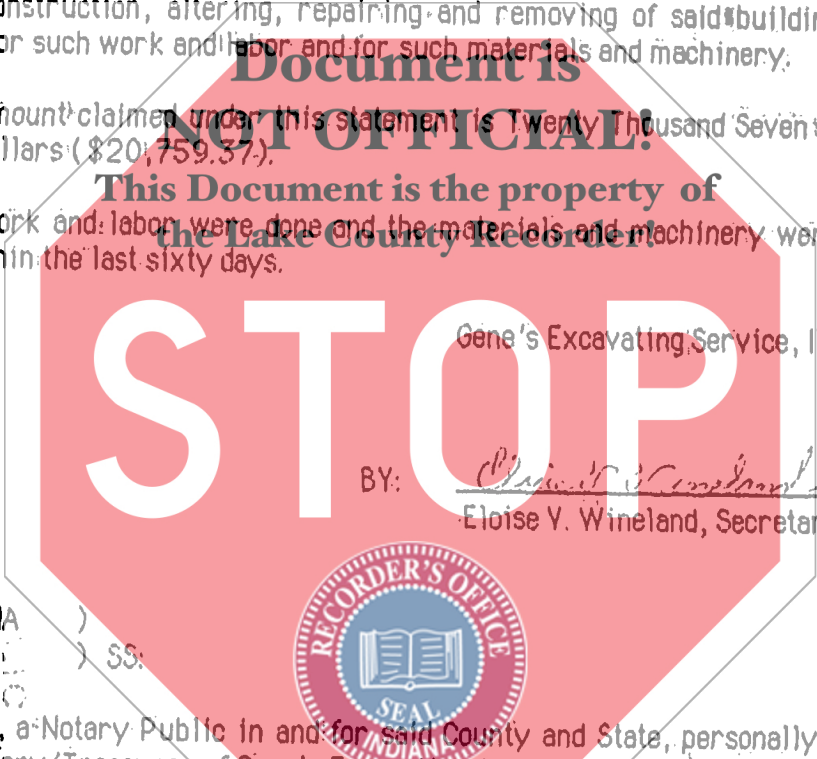 onstruction, altering, repairing and removing of said buildin
or such work and labor and for such materials and machinery.
Document is
NOT OFFICIAL!
mount claimed under this statement is Twenty Thousand Seven
llars ($20,759.37).
This Document is the property of
the Lake County Recorder!
ork and labor were done and the materials and machinery wer
in the last sixty days.
STOP
Gene's Excavating Service, I
BY:
Eloise V. Wineland, Secretar
RECORDER'S OFFICE
SEAL
INDIANA
A )
) SS:
, a Notary Public in and for said County and State, personally